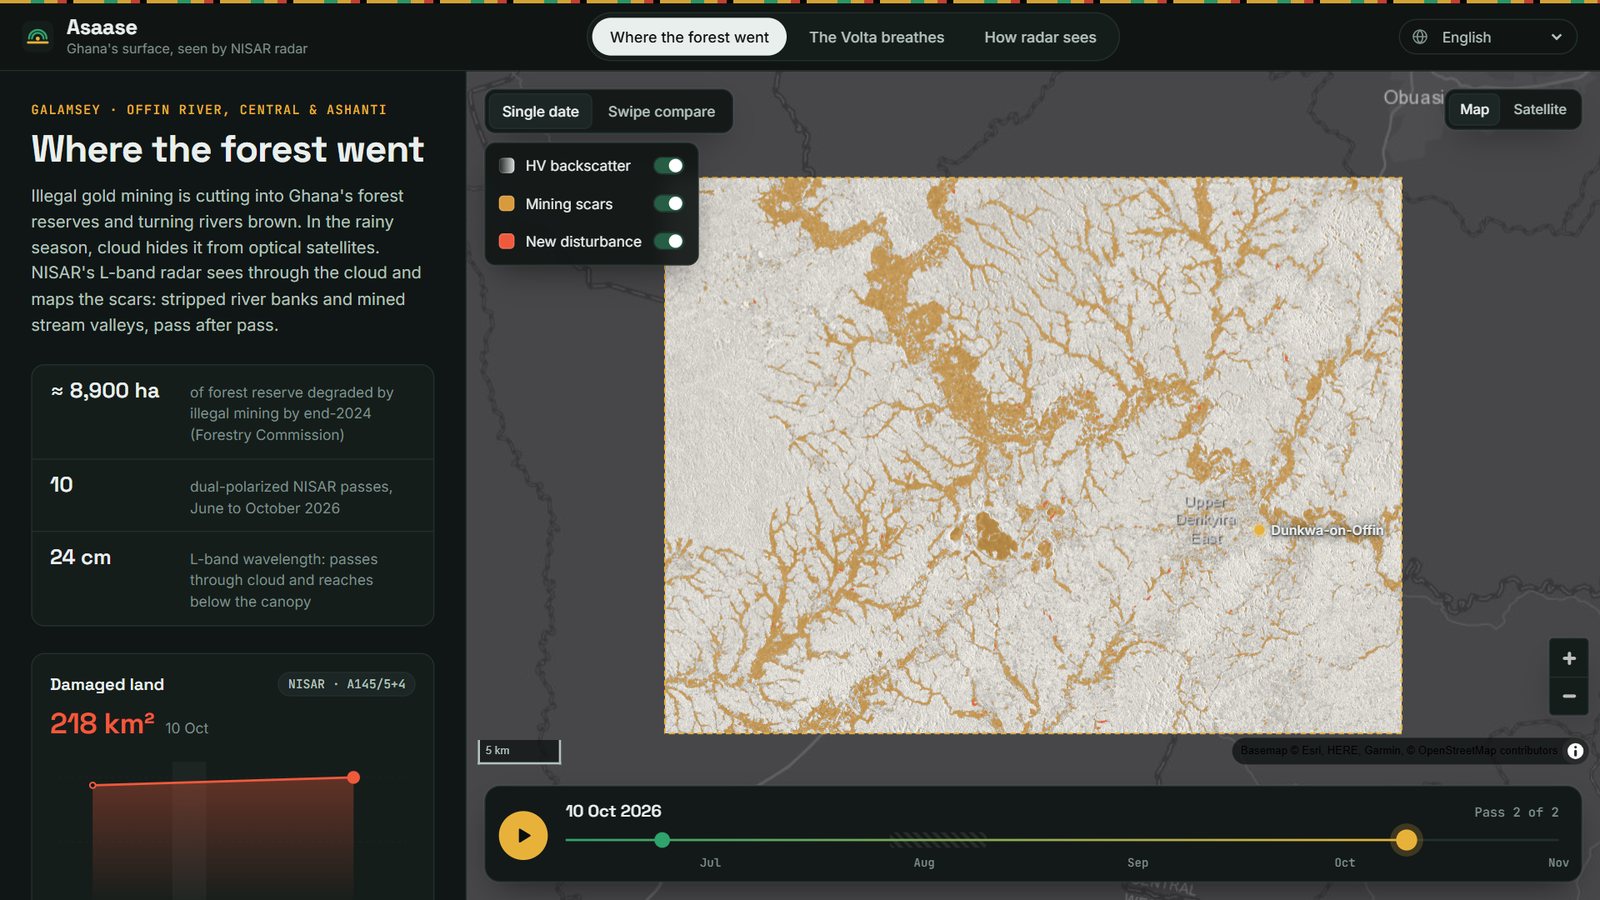 Asaase
Ghana's surface, seen by NISAR radar
Where the forest went
The Volta breathes
How radar sees
English
GALAMSEY · OFFIN RIVER, CENTRAL & ASHANTI
Where the forest went
Illegal gold mining is cutting into Ghana's forest
reserves and turning rivers brown. In the rainy
season, cloud hides it from optical satellites.
NISAR's L-band radar sees through the cloud and
maps the scars: stripped river banks and mined
stream valleys, pass after pass.
≈ 8,900 ha
of forest reserve degraded by
illegal mining by end-2024
(Forestry Commission)
10
dual-polarized NISAR passes,
June to October 2026
24 cm
L-band wavelength: passes
through cloud and reaches
below the canopy
Damaged land
NISAR · A145/5+4
218 km²
10 Oct
Single date
Swipe compare
HV backscatter
Mining scars
New disturbance
Obuasi
Map
Satellite
Upper
Denkyira
East
Dunkwa-on-Offin
5 km
Basemap © Esri, HERE, Garmin, © OpenStreetMap contributors
10 Oct 2026
Pass 2 of 2
Jul
Aug
Sep
Oct
Nov
CENTRAL